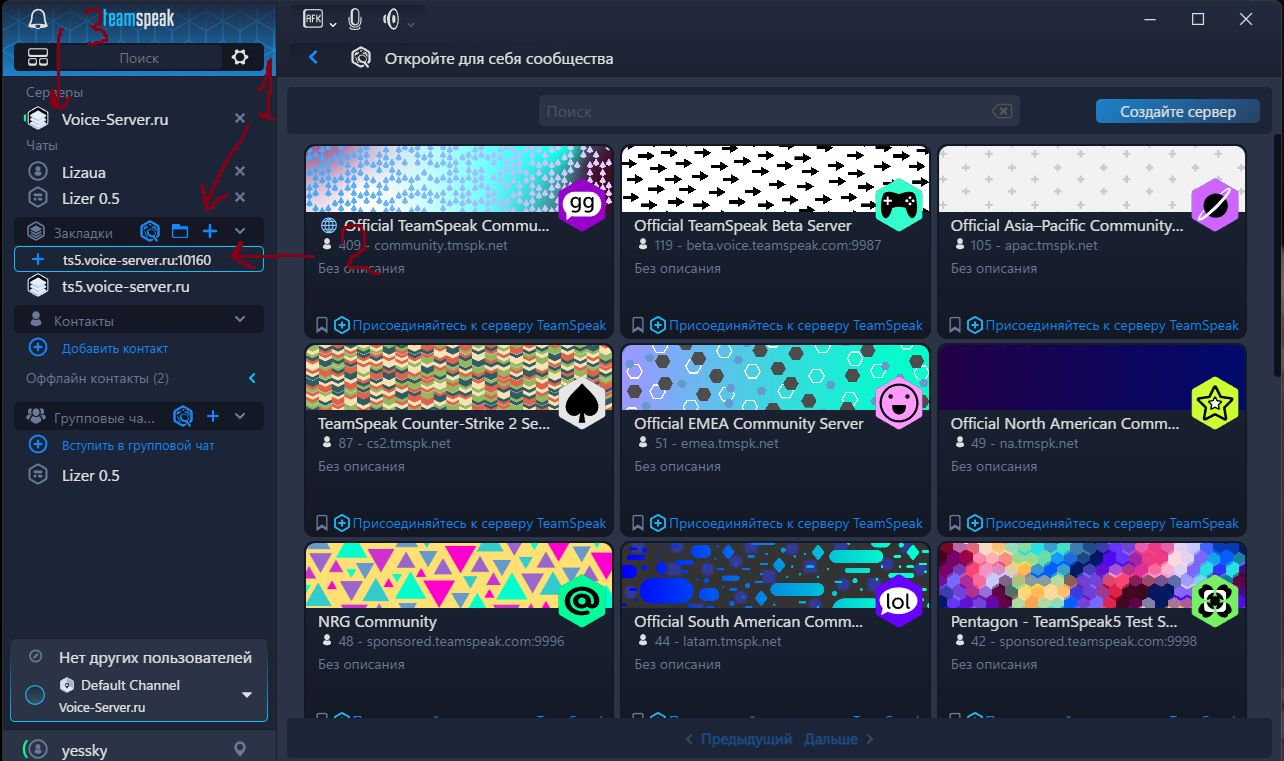 teamspeak
3
AFK
Поиск
1
Откройте для себя сообщества
Серверы
Voice-Server.ru
Чаты
Lizaua
Lizer 0.5
Закладки
ts5.voice-server.ru:10160
2
ts5.voice-server.ru
Контакты
Добавить контакт
Оффлайн контакты (2)
Групповые ча...
Вступить в групповой чат
Lizer 0.5
Нет других пользователей
Default Channel
Voice-Server.ru
yessky
Поиск
Создайте сервер
gg
Official TeamSpeak Commu...
409 - community.tmspk.net
Без описания
Присоединяйтесь к серверу TeamSpeak
Official TeamSpeak Beta Server
119 - beta.voice.teamspeak.com:9987
Без описания
Присоединяйтесь к серверу TeamSpeak
Official Asia–Pacific Community...
105 - apac.tmspk.net
Без описания
Присоединяйтесь к серверу TeamSpeak
TeamSpeak Counter-Strike 2 Se...
87 - cs2.tmspk.net
Без описания
Присоединяйтесь к серверу TeamSpeak
Official EMEA Community Server
51 - emea.tmspk.net
Без описания
Присоединяйтесь к серверу TeamSpeak
Official North American Comm...
49 - na.tmspk.net
Без описания
Присоединяйтесь к серверу TeamSpeak
@
NRG Community
48 - sponsored.teamspeak.com:9996
Без описания
lol
Official South American Comm...
44 - latam.tmspk.net
Без описания
Pentagon - TeamSpeak5 Test S...
42 - sponsored.teamspeak.com:9998
Без описания
Предыдущий Дальше